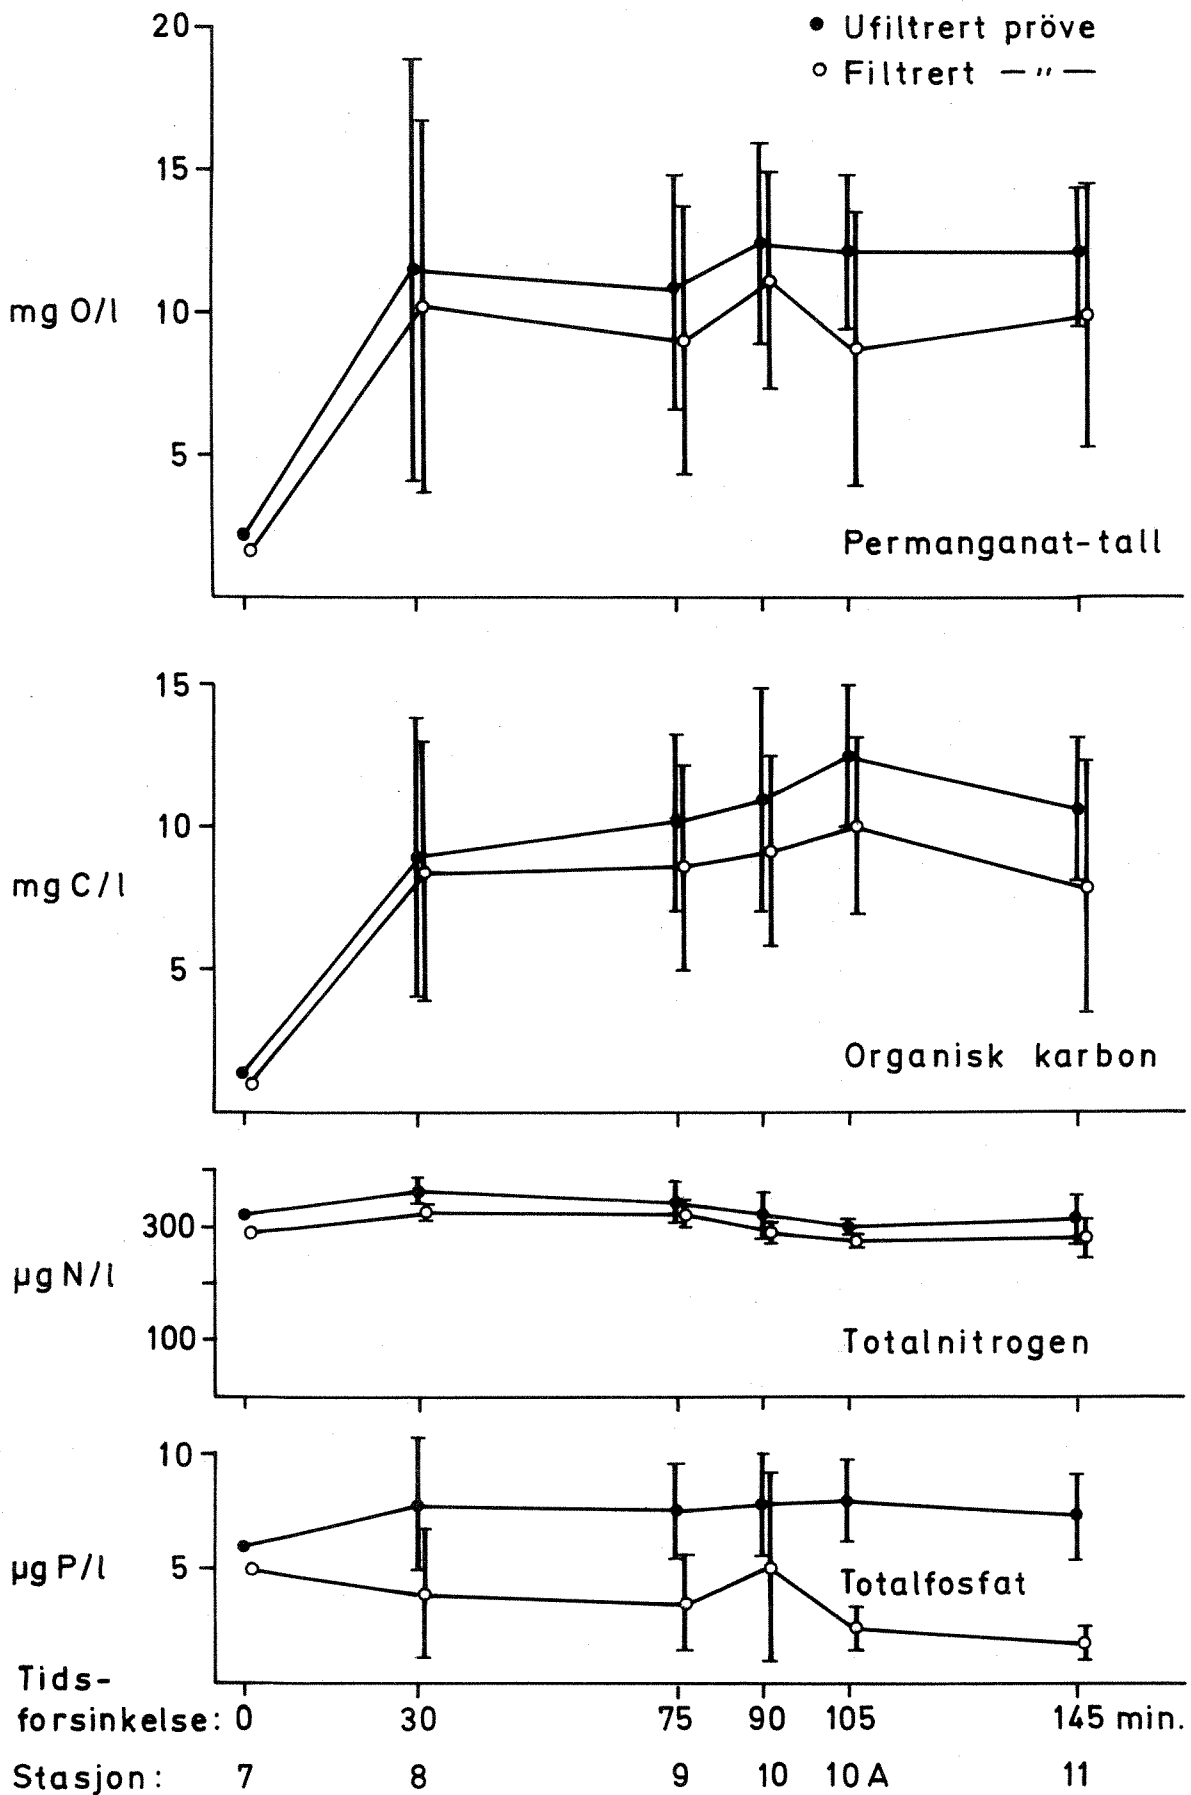 20
● Ufiltrert pröve
○ Filtrert — " —
15
mg O/l
10
5
Permanganat-tall
15
10
mg C/l
5
Organisk karbon
300
µg N/l
100
Totalnitrogen
10
µg P/l
5
Totalfosfat
Tids-
forsinkelse: 0 30 75 90 105 145 min.
Stasjon: 7 8 9 10 10A 11